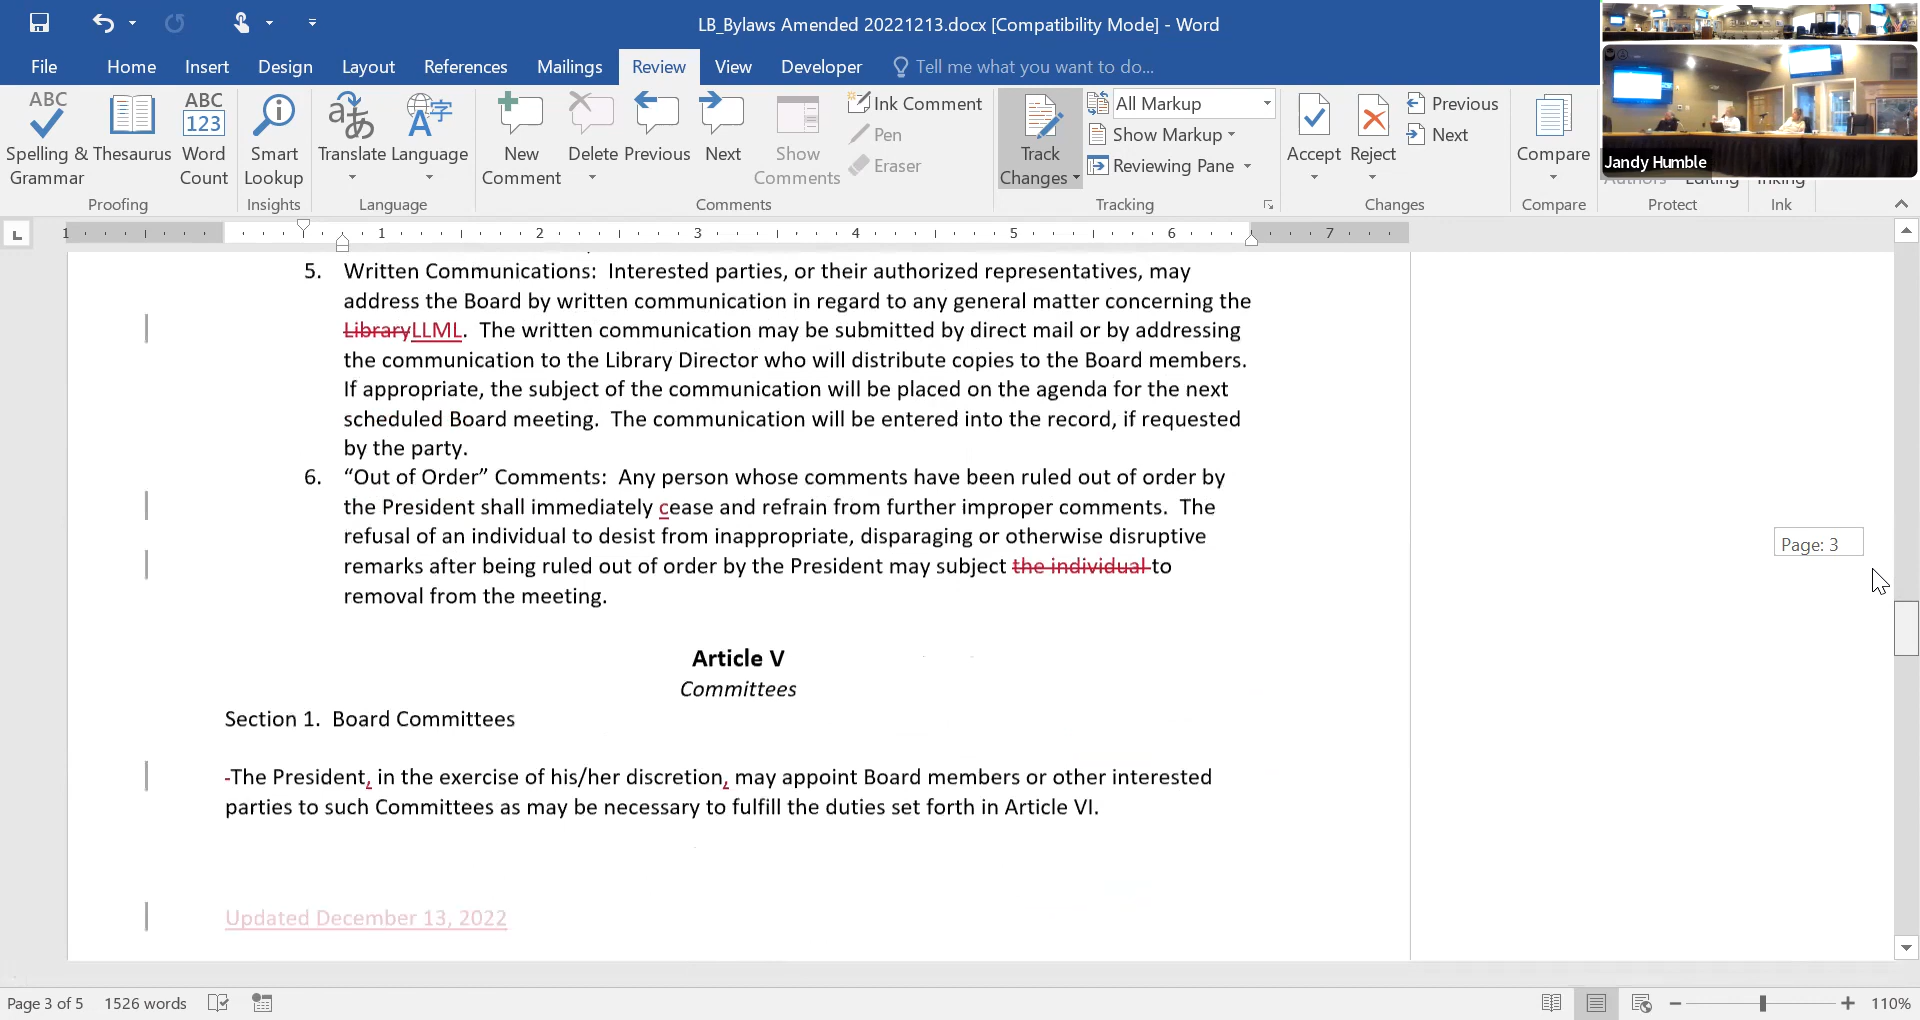 LB_Bylaws Amended 20221213.docx [Compatibility Mode] - Word
File Home Insert Design Layout References Mailings Review View Developer Tell me what you want to do...
ABC Spelling & Grammar
Thesaurus
ABC 123 Word Count
Proofing
Smart Lookup
Insights
Translate
Language
Language
New Comment
Delete
Previous
Next
Show Comments
Ink Comment
Pen
Eraser
Comments
Track Changes
All Markup
Show Markup
Reviewing Pane
Tracking
Accept
Reject
Previous
Next
Changes
Compare
Compare
Protect
Ink
Jandy Humble
1 1 2 3 4 5 6 7
5. Written Communications: Interested parties, or their authorized representatives, may
address the Board by written communication in regard to any general matter concerning the
LibraryLLML. The written communication may be submitted by direct mail or by addressing
the communication to the Library Director who will distribute copies to the Board members.
If appropriate, the subject of the communication will be placed on the agenda for the next
scheduled Board meeting. The communication will be entered into the record, if requested
by the party.
6. “Out of Order” Comments: Any person whose comments have been ruled out of order by
the President shall immediately cease and refrain from further improper comments. The
refusal of an individual to desist from inappropriate, disparaging or otherwise disruptive
remarks after being ruled out of order by the President may subject the individual to
removal from the meeting.
Page: 3
Article V
Committees
Section 1. Board Committees
-The President, in the exercise of his/her discretion, may appoint Board members or other interested
parties to such Committees as may be necessary to fulfill the duties set forth in Article VI.
Updated December 13, 2022
Page 3 of 5 1526 words 110%